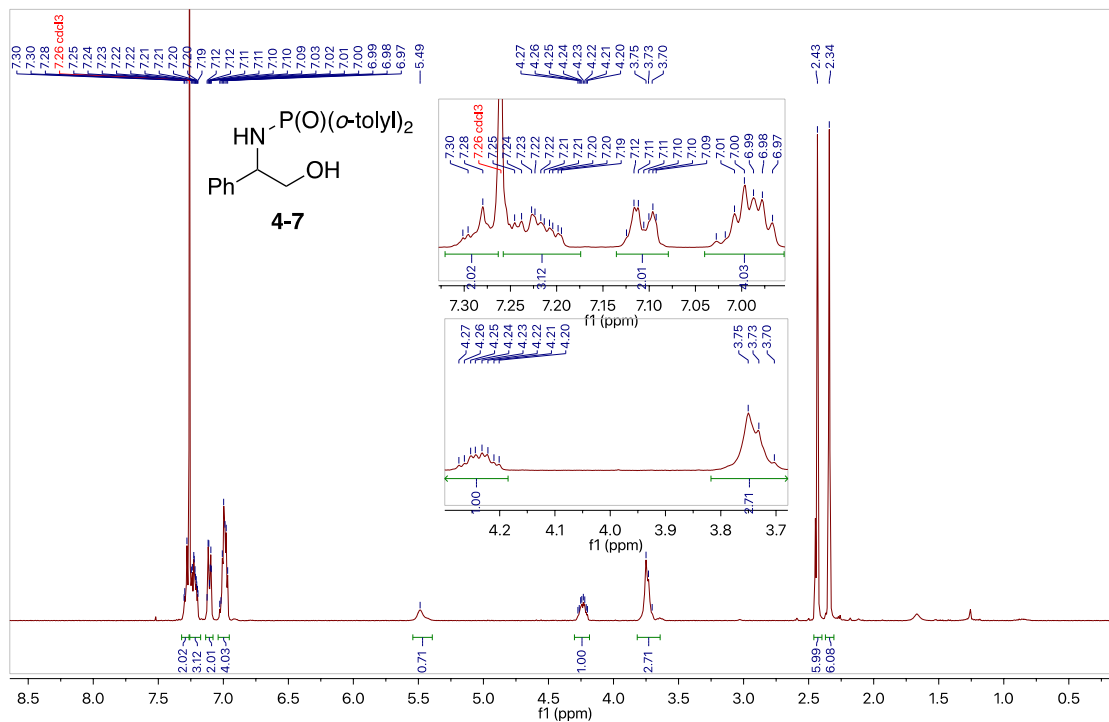 7.30 7.30 7.28 7.26 cdcl3 7.25 7.24 7.23 7.22 7.22 7.21 7.21 7.20 7.20 7.19 7.12 7.12 7.11 7.11 7.10 7.10 7.09 7.03 7.02 7.01 7.00 6.99 6.98 6.97 5.49 4.27 4.26 4.25 4.24 4.23 4.22 4.21 4.20 3.75 3.73 3.70 2.43 2.34
P(O)(o-tolyl)2
HN
OH
Ph
4-7
7.30 7.28 7.26 cdcl3 7.25 7.24 7.23 7.22 7.22 7.21 7.21 7.20 7.20 7.19 7.12 7.11 7.11 7.10 7.10 7.09 7.01 7.00 6.99 6.98 6.97
2.02 3.12 2.01 4.03
7.30 7.25 7.20 7.15 7.10 7.05 7.00
f1 (ppm)
4.27 4.26 4.25 4.24 4.23 4.22 4.21 4.20 3.75 3.73 3.70
1.00 2.71
4.2 4.1 4.0 3.9 3.8 3.7
f1 (ppm)
2.02 3.12 2.01 4.03 0.71 1.00 2.71 5.99 6.08
8.5 8.0 7.5 7.0 6.5 6.0 5.5 5.0 4.5 4.0 3.5 3.0 2.5 2.0 1.5 1.0 0.5
f1 (ppm)